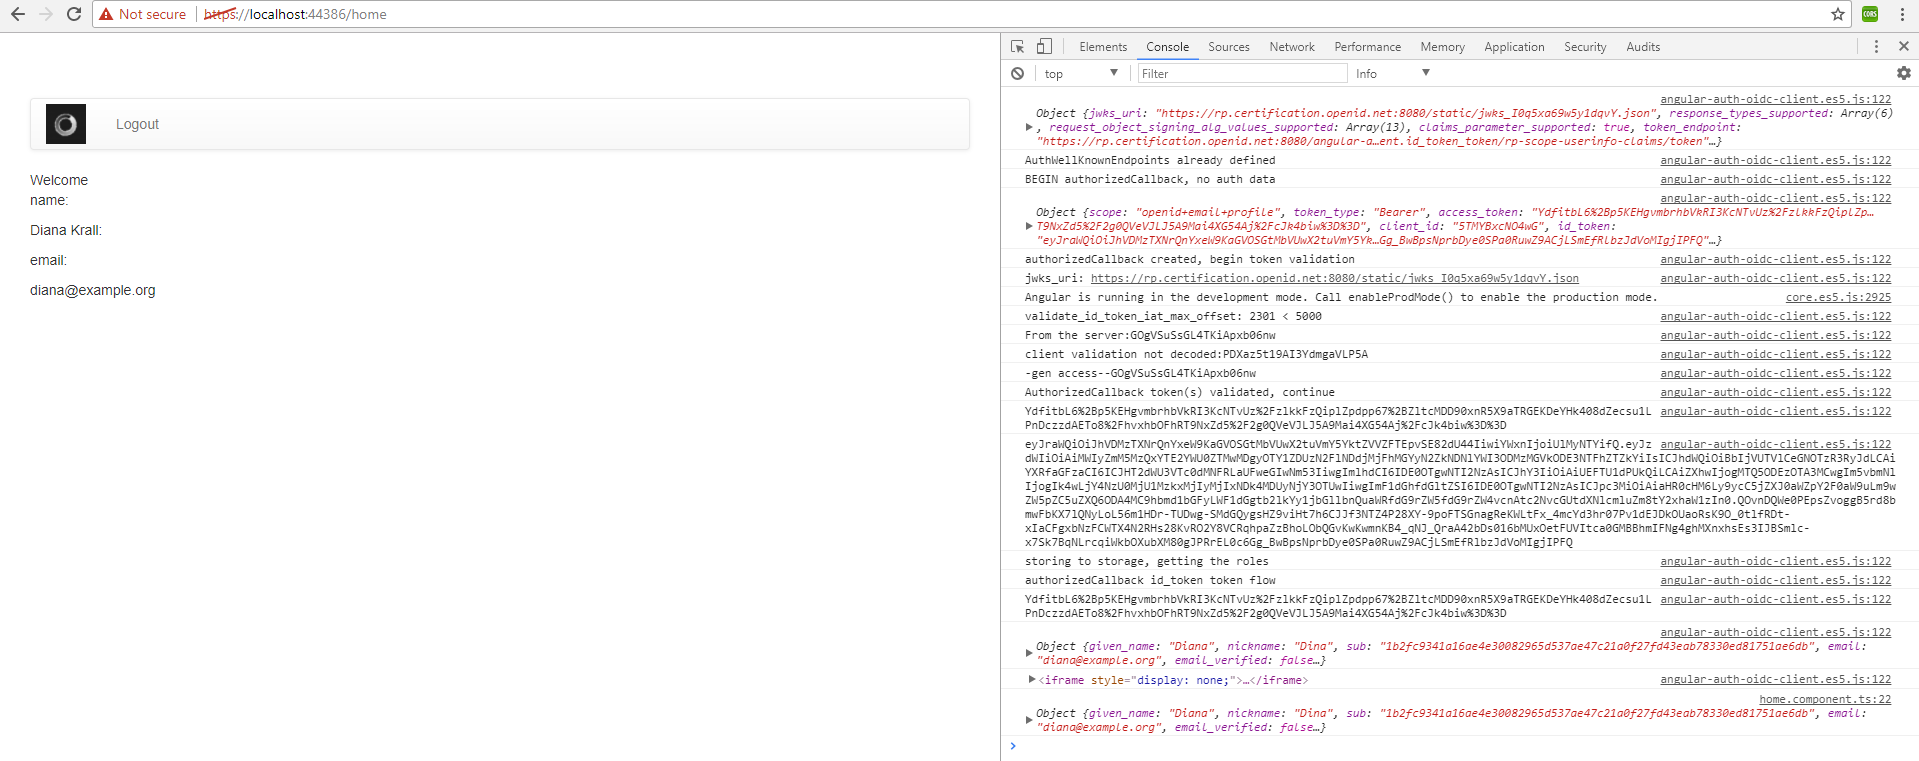 Not secure https://localhost:44386/home
CORS
Elements Console Sources Network Performance Memory Application Security Audits
top Filter Info
Logout
Welcome
name:
Diana Krall:
email:
diana@example.org
angular-auth-oidc-client.es5.js:122
Object {jwks_uri: "https://rp.certification.openid.net:8080/static/jwks_I0q5xa69w5y1dqvY.json", response_types_supported: Array(6)
, request_object_signing_alg_values_supported: Array(13), claims_parameter_supported: true, token_endpoint:
"https://rp.certification.openid.net:8080/angular-a…ent.id_token_token/rp-scope-userinfo-claims/token"…}
AuthWellKnownEndpoints already defined angular-auth-oidc-client.es5.js:122
BEGIN authorizedCallback, no auth data angular-auth-oidc-client.es5.js:122
angular-auth-oidc-client.es5.js:122
Object {scope: "openid+email+profile", token_type: "Bearer", access_token: "YdfitbL6%2Bp5KEHgvmbrhbVkRI3KcNTvUz%2FzlkkFzQiplZp…
T9NxZd5%2F2g0QVeVJLJ5A9Mai4XG54Aj%2FcJk4biw%3D%3D", client_id: "5TMYBxcNO4wG", id_token:
"eyJraWQiOiJhVDMzTXNrQnYxeW9KaGVOSGtMbVUwX2tuVmY5Yk…Gg_BwBpsNprbDye0SPa0RuwZ9ACjLSmEfRlbzJdVoMIgjIPFQ"…}
authorizedCallback created, begin token validation angular-auth-oidc-client.es5.js:122
jwks_uri: https://rp.certification.openid.net:8080/static/jwks_I0q5xa69w5y1dqvY.json angular-auth-oidc-client.es5.js:122
Angular is running in the development mode. Call enableProdMode() to enable the production mode. core.es5.js:2925
validate_id_token_iat_max_offset: 2301 < 5000 angular-auth-oidc-client.es5.js:122
From the server:GOgVSuSsGL4TKiApxb06nw angular-auth-oidc-client.es5.js:122
client validation not decoded:PDXaz5t19AI3YdmgaVLP5A angular-auth-oidc-client.es5.js:122
-gen access--GOgVSuSsGL4TKiApxb06nw angular-auth-oidc-client.es5.js:122
AuthorizedCallback token(s) validated, continue angular-auth-oidc-client.es5.js:122
YdfitbL6%2Bp5KEHgvmbrhbVkRI3KcNTvUz%2FzlkkFzQiplZpdpp67%2BZltcMDD90xnR5X9aTRGEKDeYHk408dZecsu1L angular-auth-oidc-client.es5.js:122
PnDczzdAETo8%2FhvxhbOFhRT9NxZd5%2F2g0QVeVJLJ5A9Mai4XG54Aj%2FcJk4biw%3D%3D
angular-auth-oidc-client.es5.js:122
storing to storage, getting the roles angular-auth-oidc-client.es5.js:122
authorizedCallback id_token token flow angular-auth-oidc-client.es5.js:122
YdfitbL6%2Bp5KEHgvmbrhbVkRI3KcNTvUz%2FzlkkFzQiplZpdpp67%2BZltcMDD90xnR5X9aTRGEKDeYHk408dZecsu1L angular-auth-oidc-client.es5.js:122
PnDczzdAETo8%2FhvxhbOFhRT9NxZd5%2F2g0QVeVJLJ5A9Mai4XG54Aj%2FcJk4biw%3D%3D
angular-auth-oidc-client.es5.js:122
Object {given_name: "Diana", nickname: "Dina", sub: "1b2fc9341a16ae4e30082965d537ae47c21a0f27fd43eab78330ed81751ae6db", email:
"diana@example.org", email_verified: false…}
<iframe style="display: none;">…</iframe> angular-auth-oidc-client.es5.js:122
home.component.ts:22
Object {given_name: "Diana", nickname: "Dina", sub: "1b2fc9341a16ae4e30082965d537ae47c21a0f27fd43eab78330ed81751ae6db", email:
"diana@example.org", email_verified: false…}